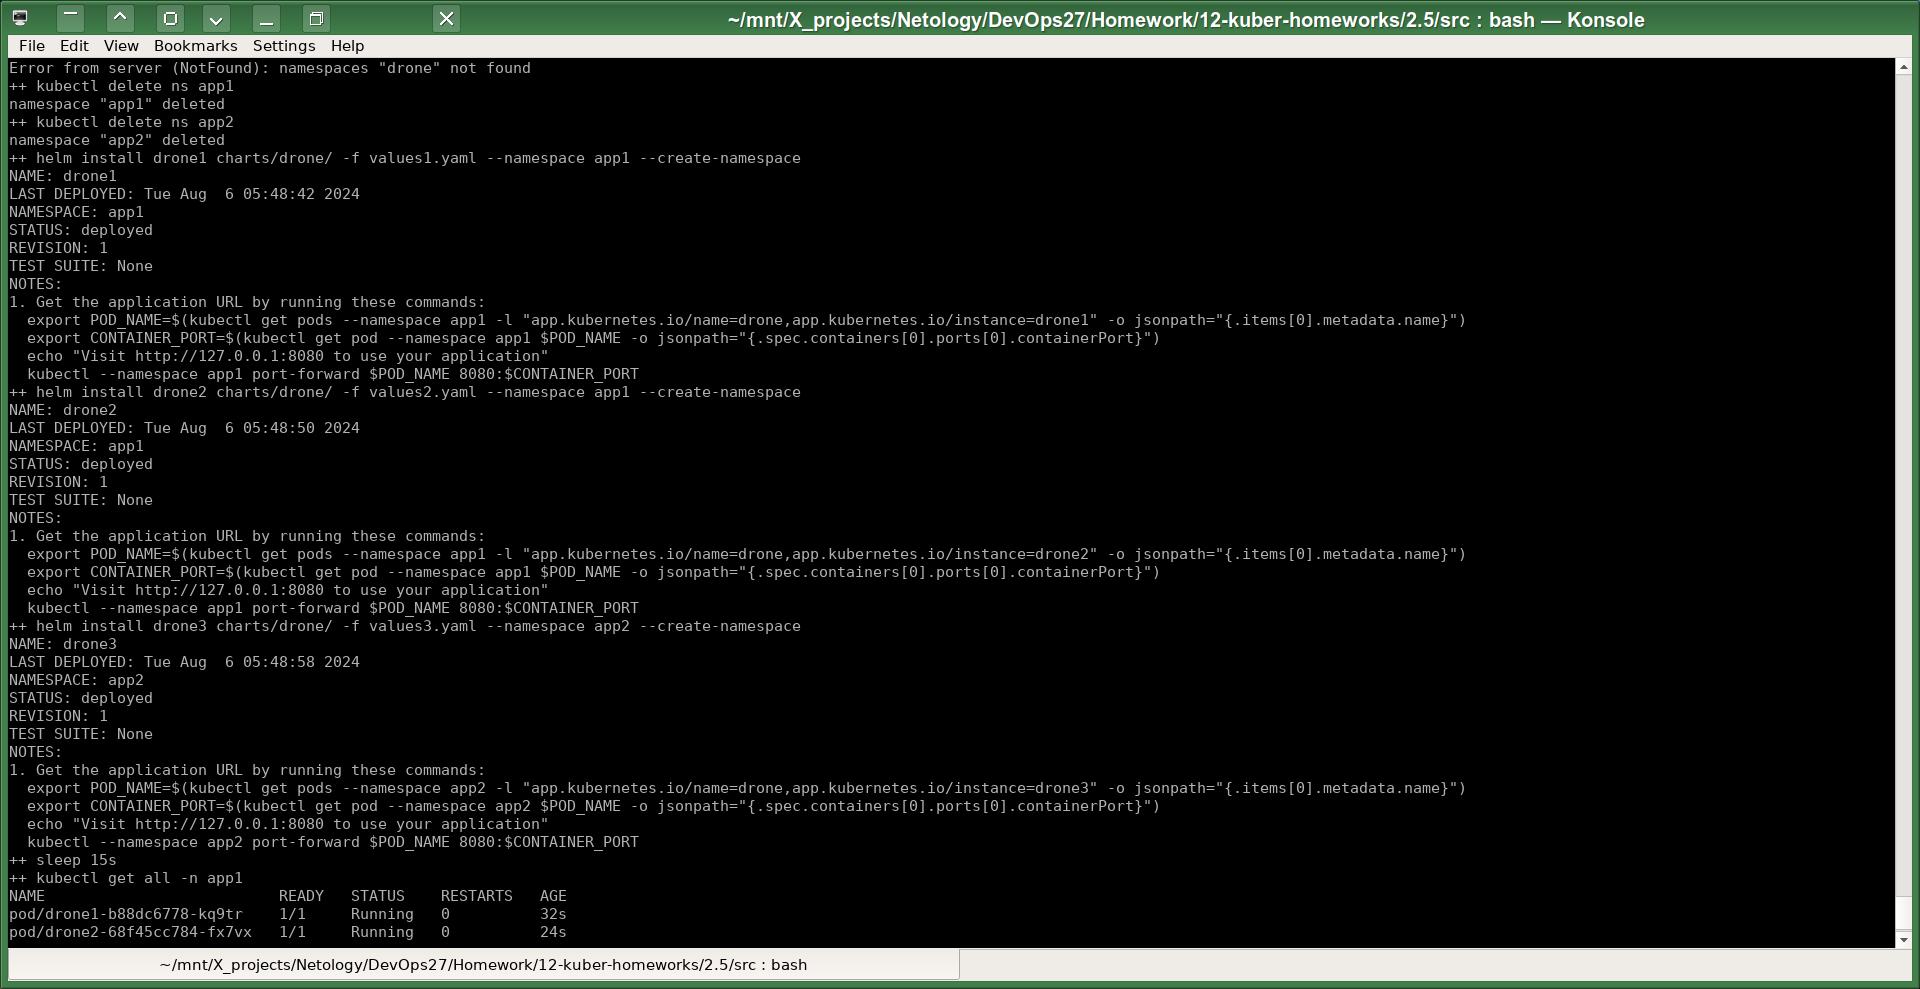 ~/mnt/X_projects/Netology/DevOps27/Homework/12-kuber-homeworks/2.5/src : bash — Konsole
File Edit View Bookmarks Settings Help
Error from server (NotFound): namespaces "drone" not found
++ kubectl delete ns app1
namespace "app1" deleted
++ kubectl delete ns app2
namespace "app2" deleted
++ helm install drone1 charts/drone/ -f values1.yaml --namespace app1 --create-namespace
NAME: drone1
LAST DEPLOYED: Tue Aug  6 05:48:42 2024
NAMESPACE: app1
STATUS: deployed
REVISION: 1
TEST SUITE: None
NOTES:
1. Get the application URL by running these commands:
  export POD_NAME=$(kubectl get pods --namespace app1 -l "app.kubernetes.io/name=drone,app.kubernetes.io/instance=drone1" -o jsonpath="{.items[0].metadata.name}")
  export CONTAINER_PORT=$(kubectl get pod --namespace app1 $POD_NAME -o jsonpath="{.spec.containers[0].ports[0].containerPort}")
  echo "Visit http://127.0.0.1:8080 to use your application"
  kubectl --namespace app1 port-forward $POD_NAME 8080:$CONTAINER_PORT
++ helm install drone2 charts/drone/ -f values2.yaml --namespace app1 --create-namespace
NAME: drone2
LAST DEPLOYED: Tue Aug  6 05:48:50 2024
NAMESPACE: app1
STATUS: deployed
REVISION: 1
TEST SUITE: None
NOTES:
1. Get the application URL by running these commands:
  export POD_NAME=$(kubectl get pods --namespace app1 -l "app.kubernetes.io/name=drone,app.kubernetes.io/instance=drone2" -o jsonpath="{.items[0].metadata.name}")
  export CONTAINER_PORT=$(kubectl get pod --namespace app1 $POD_NAME -o jsonpath="{.spec.containers[0].ports[0].containerPort}")
  echo "Visit http://127.0.0.1:8080 to use your application"
  kubectl --namespace app1 port-forward $POD_NAME 8080:$CONTAINER_PORT
++ helm install drone3 charts/drone/ -f values3.yaml --namespace app2 --create-namespace
NAME: drone3
LAST DEPLOYED: Tue Aug  6 05:48:58 2024
NAMESPACE: app2
STATUS: deployed
REVISION: 1
TEST SUITE: None
NOTES:
1. Get the application URL by running these commands:
  export POD_NAME=$(kubectl get pods --namespace app2 -l "app.kubernetes.io/name=drone,app.kubernetes.io/instance=drone3" -o jsonpath="{.items[0].metadata.name}")
  export CONTAINER_PORT=$(kubectl get pod --namespace app2 $POD_NAME -o jsonpath="{.spec.containers[0].ports[0].containerPort}")
  echo "Visit http://127.0.0.1:8080 to use your application"
  kubectl --namespace app2 port-forward $POD_NAME 8080:$CONTAINER_PORT
++ sleep 15s
++ kubectl get all -n app1
NAME                          READY   STATUS    RESTARTS   AGE
pod/drone1-b88dc6778-kq9tr    1/1     Running   0          32s
pod/drone2-68f45cc784-fx7vx   1/1     Running   0          24s
~/mnt/X_projects/Netology/DevOps27/Homework/12-kuber-homeworks/2.5/src : bash